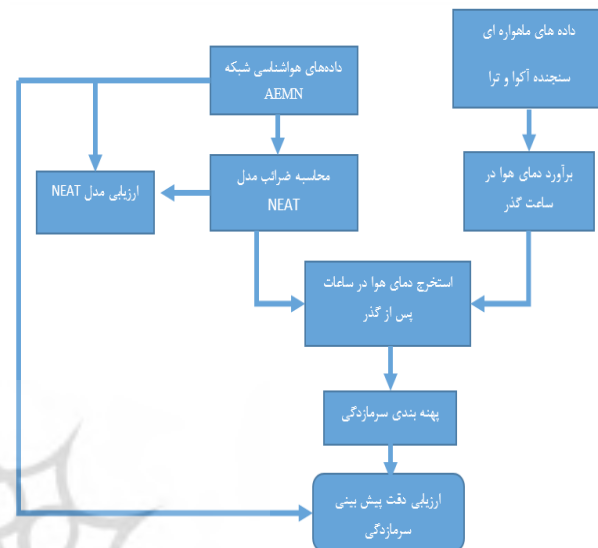 داده های ماهواره ای
سنجنده آکوا و ترا
داده‌های هواشناسی شبکه
AEMN
برآورد دمای هوا در
ساعت گذر
محاسبه ضرائب مدل
NEAT
ارزیابی مدل NEAT
استخرج دمای هوا در ساعات
پس از گذر
پهنه بندی سرمازدگی
ارزیابی دقت پیش بینی
سرمازدگی